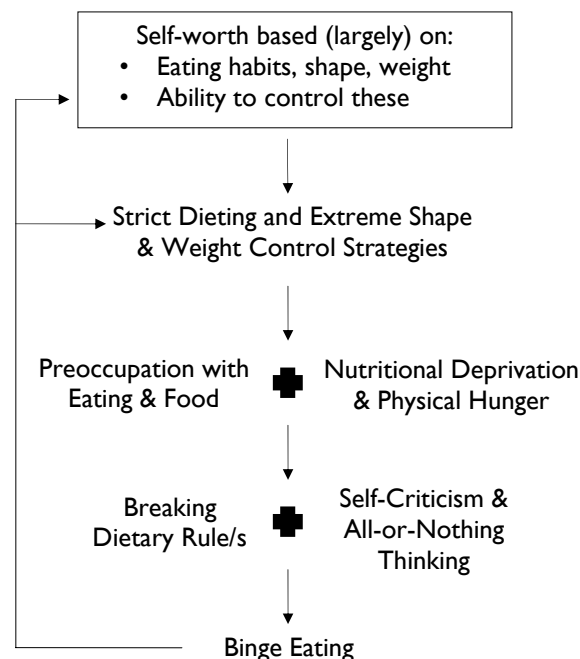 Self-worth based (largely) on:
• Eating habits, shape, weight
• Ability to control these
Strict Dieting and Extreme Shape
& Weight Control Strategies
Preoccupation with
Eating & Food
Nutritional Deprivation
& Physical Hunger
Breaking
Dietary Rule/s
Self-Criticism &
All-or-Nothing
Thinking
Binge Eating